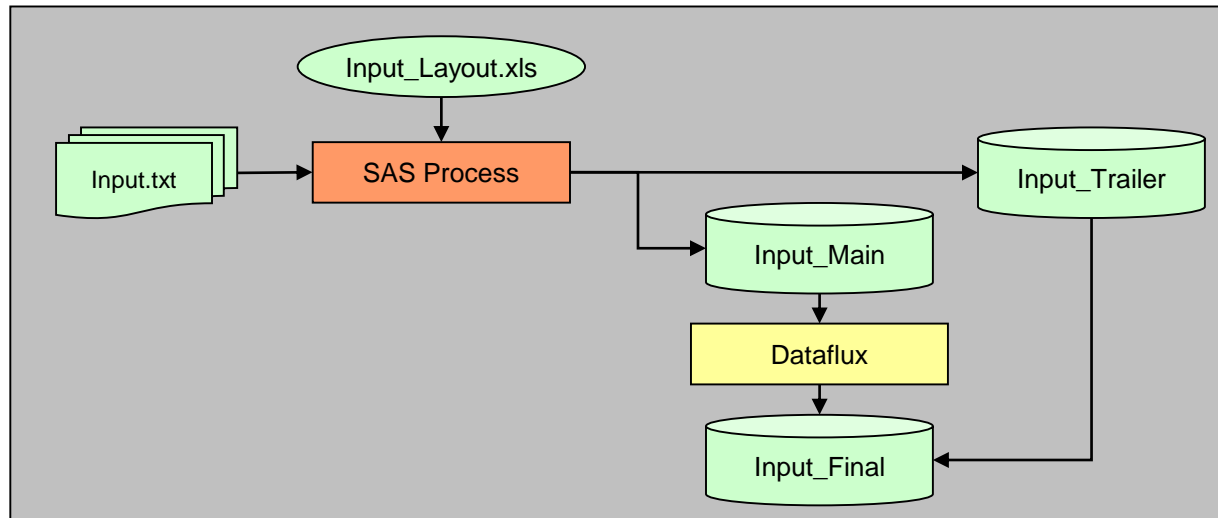 Input_Layout.xls
Input.txt
SAS Process
Input_Trailer
Input_Main
Dataflux
Input_Final